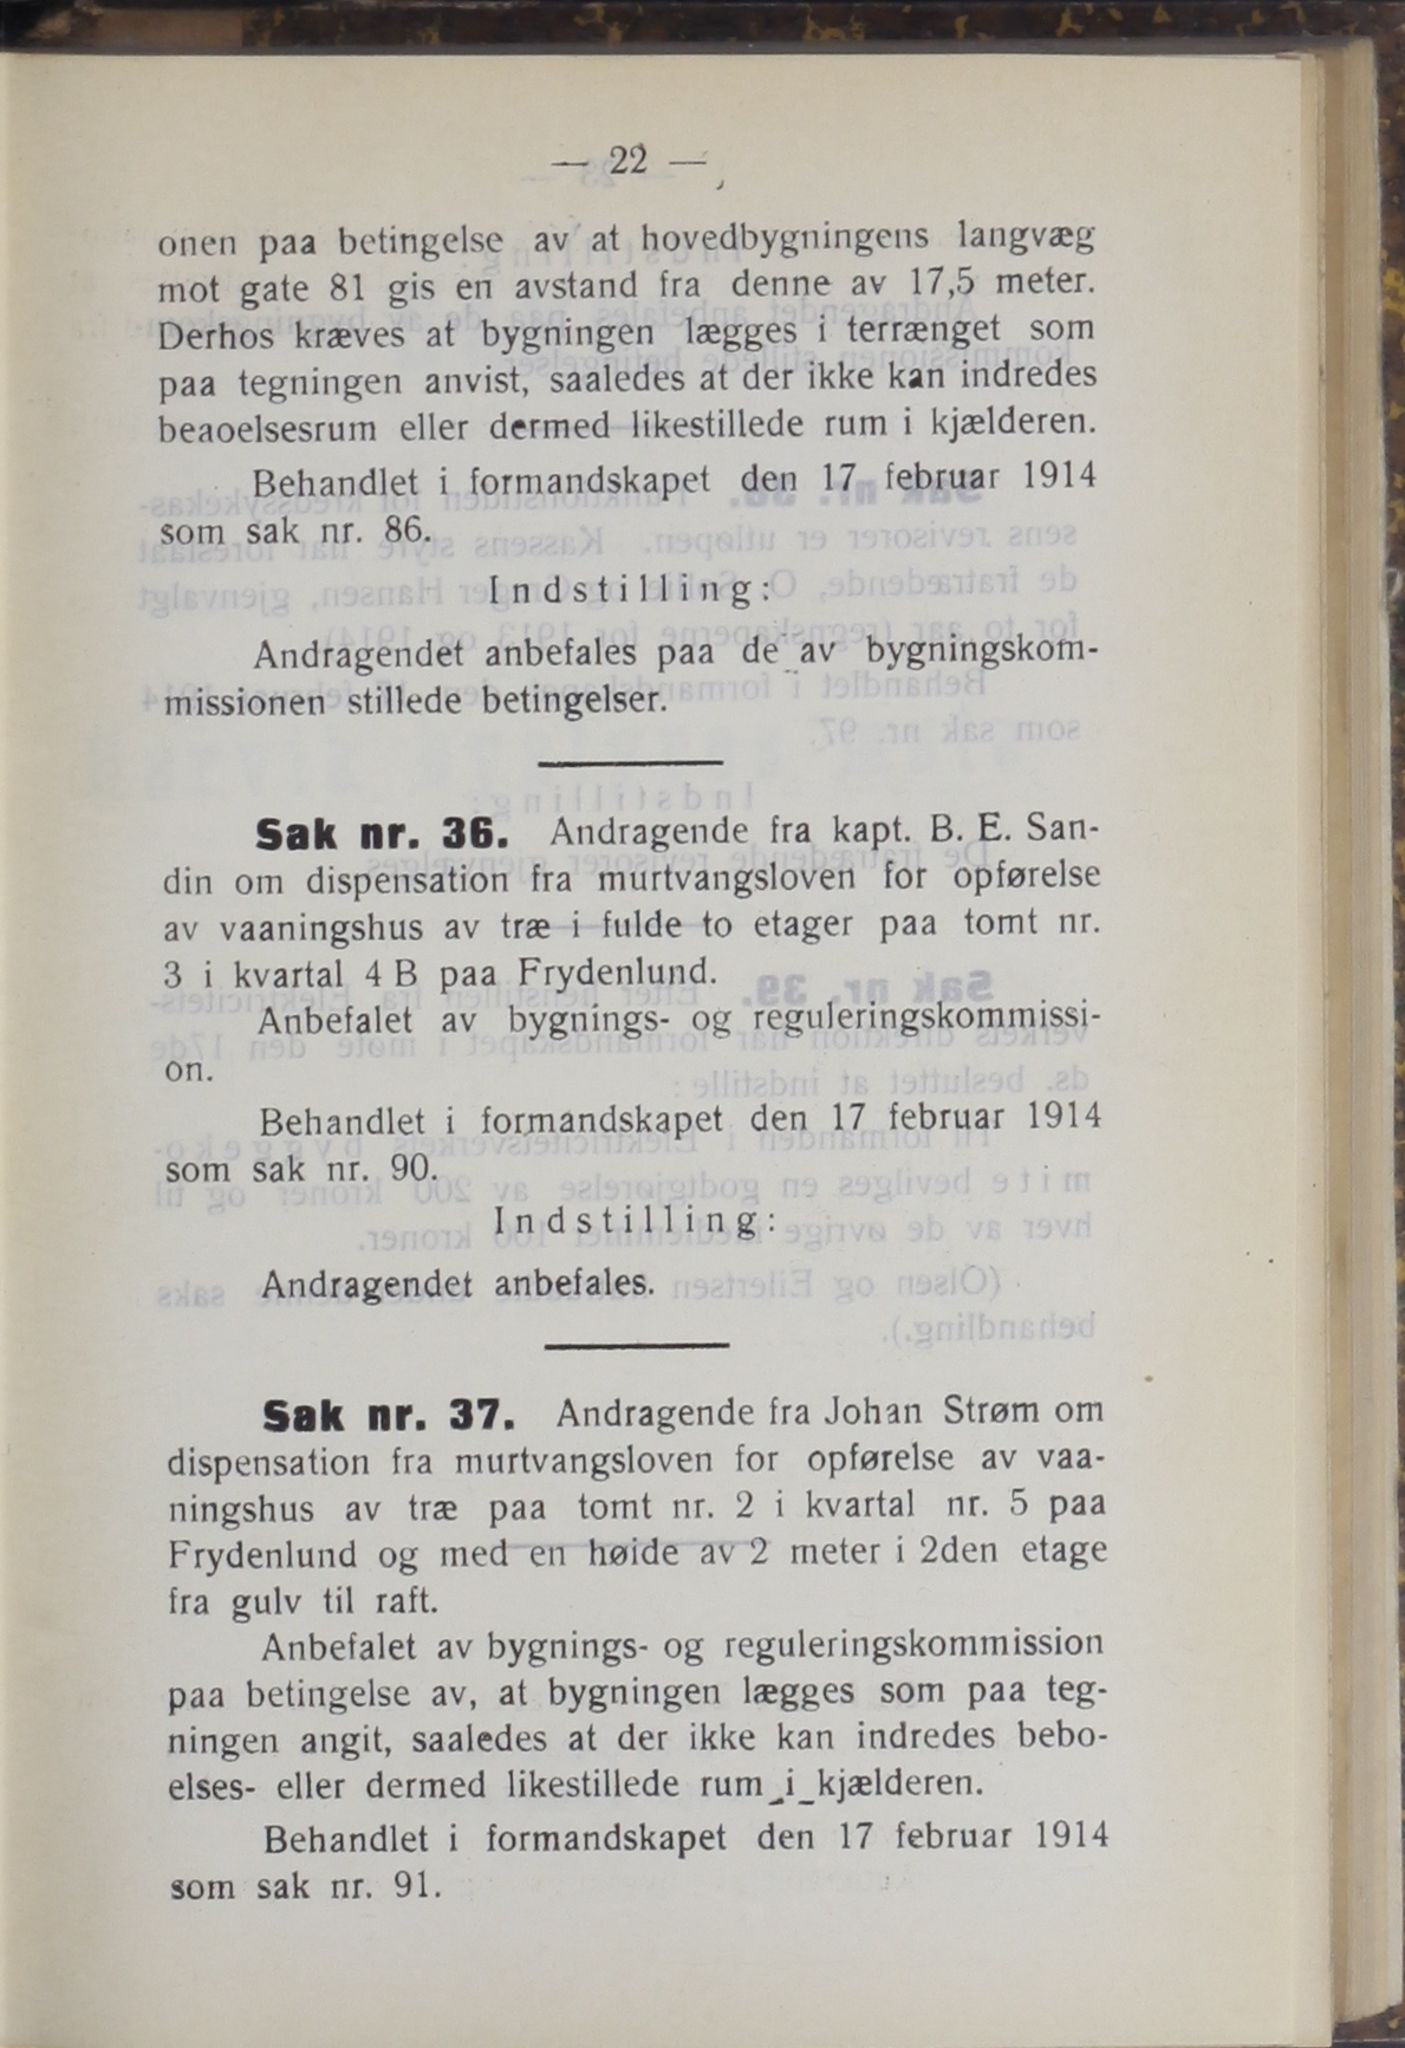 — 22 —
onen paa betingelse av at hovedbygningens langvæg
mot gate 81 gis en avstand fra denne av 17,5 meter.
Derhos kræves at bygningen lægges i terrænget som
paa tegningen anvist, saaledes at der ikke kan indredes
beaoelsesrum eller dermed likestillede rum i kjælderen.
Behandlet i formandskapet den 17 februar 1914
som sak nr. 86.
Indstilling:
Andragendet anbefales paa de av bygningskom-
missionen stillede betingelser.
Sak nr. 36. Andragende fra kapt. B. E. San-
din om dispensation fra murtvangsloven for opførelse
av vaaningshus av træ i fulde to etager paa tomt nr.
3 i kvartal 4 B paa Frydenlund.
Anbefalet av bygnings- og reguleringskommissi-
on.
Behandlet i formandskapet den 17 februar 1914
som sak nr. 90.
Indstilling:
Andragendet anbefales.
Sak nr. 37. Andragende fra Johan Strøm om
dispensation fra murtvangsloven for opførelse av vaa-
ningshus av træ paa tomt nr. 2 i kvartal nr. 5 paa
Frydenlund og med en høide av 2 meter i 2den etage
fra gulv til raft.
Anbefalet av bygnings- og reguleringskommission
paa betingelse av, at bygningen lægges som paa teg-
ningen angit, saaledes at der ikke kan indredes bebo-
elses- eller dermed likestillede rum i kjælderen.
Behandlet i formandskapet den 17 februar 1914
som sak nr. 91.